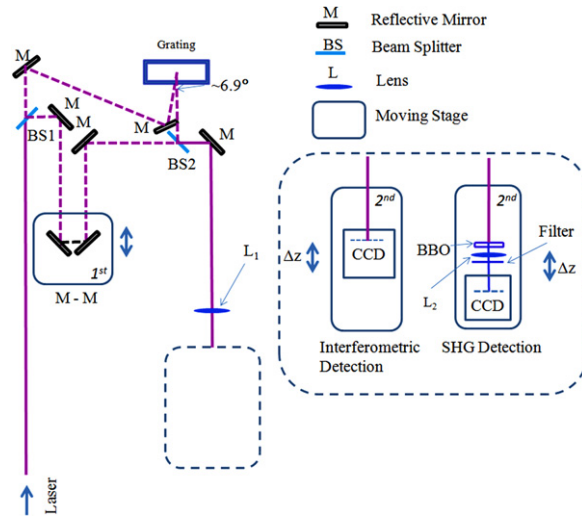 M Reflective Mirror
BS Beam Splitter
L Lens
Moving Stage
Grating
~6.9°
M
M
M
M
M
BS1
BS2
1st
M - M
L1
Laser
2nd
CCD
Δz
Interferometric
Detection
2nd
BBO
Filter
L2
CCD
Δz
SHG Detection